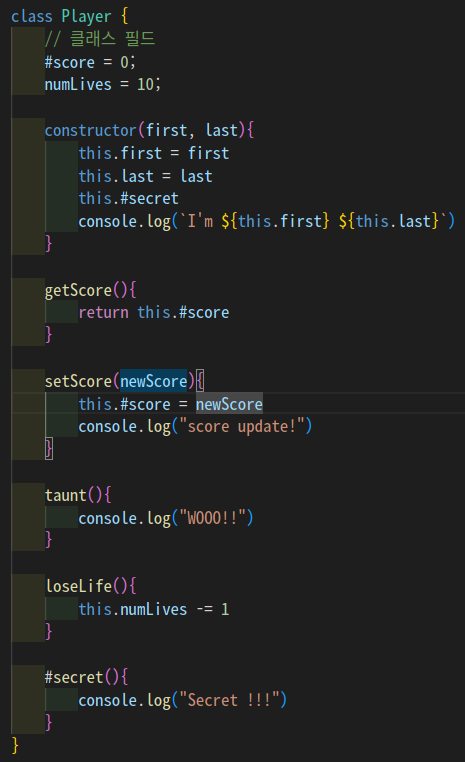 class Player {
// 클래스 필드
#score = 0;
numLives = 10;
constructor(first, last){
this.first = first
this.last = last
this.#secret
console.log(`I'm ${this.first} ${this.last}`)
}
getScore(){
return this.#score
}
setScore(newScore){
this.#score = newScore
console.log("score update!")
}
taunt(){
console.log("WOOO!!")
}
loseLife(){
this.numLives -= 1
}
#secret(){
console.log("Secret !!!")
}
}